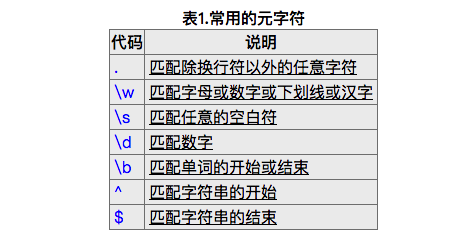 表1.常用的元字符
代码 说明
. 匹配除换行符以外的任意字符
\w 匹配字母或数字或下划线或汉字
\s 匹配任意的空白符
\d 匹配数字
\b 匹配单词的开始或结束
^ 匹配字符串的开始
$ 匹配字符串的结束